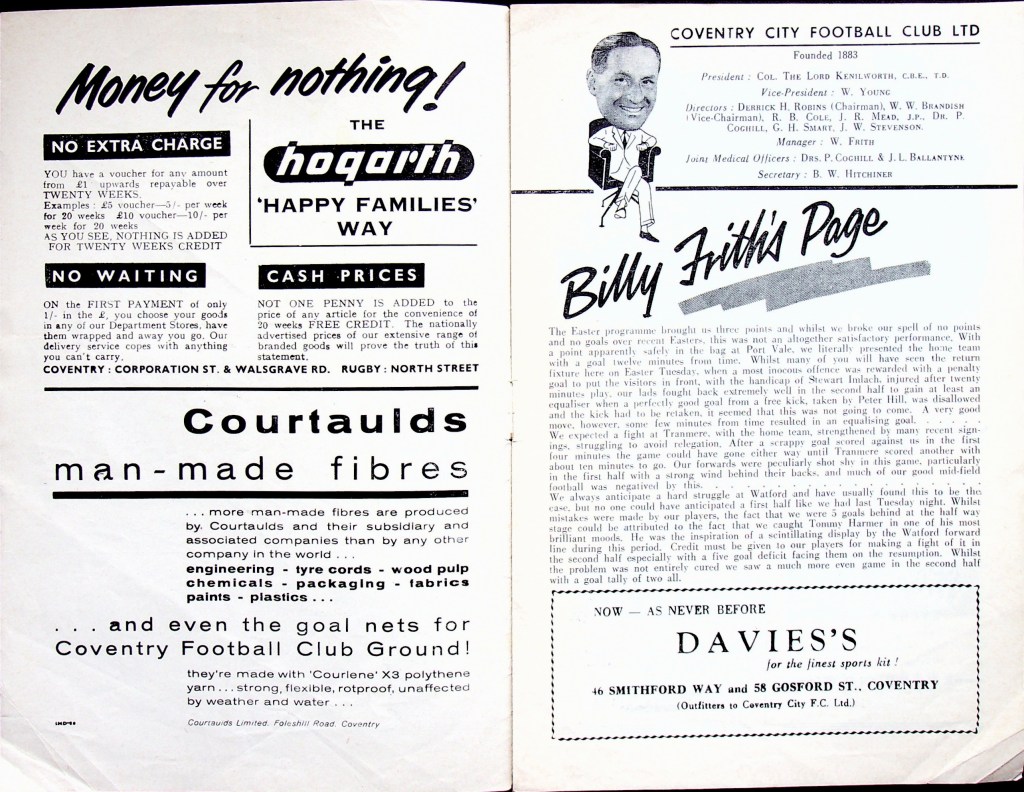 Money for nothing!
NO EXTRA CHARGE
YOU have a voucher for any amount
from £1 upwards repayable over
TWENTY WEEKS.
Examples : £5 voucher—5/- per week
for 20 weeks £10 voucher—10/- per
week for 20 weeks
AS YOU SEE, NOTHING IS ADDED
FOR TWENTY WEEKS CREDIT
THE
hogarth
'HAPPY FAMILIES'
WAY
NO WAITING
ON the FIRST PAYMENT of only
1/- in the £, you choose your goods
in any of our Department Stores, have
them wrapped and away you go. Our
delivery service copes with anything
you can't carry.
CASH PRICES
NOT ONE PENNY IS ADDED to the
price of any article for the convenience of
20 weeks FREE CREDIT. The nationally
advertised prices of our extensive range of
branded goods will prove the truth of this
statement.
COVENTRY : CORPORATION ST. & WALSGRAVE RD. RUGBY : NORTH STREET
Courtaulds
man-made fibres
... more man-made fibres are produced
by Courtaulds and their subsidiary and
associated companies than by any other
company in the world ...
engineering - tyre cords - wood pulp
chemicals - packaging - fabrics
paints - plastics ...
... and even the goal nets for
Coventry Football Club Ground!
they're made with 'Courlene' X3 polythene
yarn ... strong, flexible, rotproof, unaffected
by weather and water ...
Courtaulds Limited, Foleshill Road, Coventry
COVENTRY CITY FOOTBALL CLUB LTD
Founded 1883
President : COL. THE LORD KENILWORTH, C.B.E., T.D.
Vice-President : W. YOUNG
Directors : DERRICK H. ROBINS (Chairman), W. W. BRANDISH
(Vice-Chairman), R. B. COLE, J. R. MEAD, J.P., DR. P.
COGHILL, G. H. SMART, J. W. STEVENSON.
Manager : W. FRITH
Joint Medical Officers : DRS. P. COGHILL & J. L. BALLANTYNE
Secretary : B. W. HITCHINER
Billy Frith's Page
The Easter programme brought us three points and whilst we broke our spell of no points
and no goals over recent Easters, this was not an altogether satisfactory performance. With
a point apparently safely in the bag at Port Vale, we literally presented the home team
with a goal twelve minutes from time. Whilst many of you will have seen the return
fixture here on Easter Tuesday, when a most inocous offence was rewarded with a penalty
goal to put the visitors in front, with the handicap of Stewart Imlach, injured after twenty
minutes play, our lads fought back extremely well in the second half to gain at least an
equaliser when a perfectly good goal from a free kick, taken by Peter Hill, was disallowed
and the kick had to be retaken, it seemed that this was not going to come. A very good
move, however, some few minutes from time resulted in an equalising goal. . . . . .
We expected a fight at Tranmere, with the home team, strengthened by many recent sign-
ings, struggling to avoid relegation. After a scrappy goal scored against us in the first
four minutes the game could have gone either way until Tranmere scored another with
about ten minutes to go. Our forwards were peculiarly shot shy in this game, particularly
in the first half with a strong wind behind their backs, and much of our good mid-field
football was negatived by this. . . . . . . . . . . . . . . . . . . .
We always anticipate a hard struggle at Watford and have usually found this to be the
case, but no one could have anticipated a first half like we had last Tuesday night. Whilst
mistakes were made by our players, the fact that we were 5 goals behind at the half way
stage could be attributed to the fact that we caught Tommy Harmer in one of his most
brilliant moods. He was the inspiration of a scintillating display by the Watford forward
line during this period. Credit must be given to our players for making a fight of it in
the second half especially with a five goal deficit facing them on the resumption. Whilst
the problem was not entirely cured we saw a much more even game in the second half
with a goal tally of two all.
NOW — AS NEVER BEFORE
DAVIES'S
for the finest sports kit !
46 SMITHFORD WAY and 58 GOSFORD ST., COVENTRY
(Outfitters to Coventry City F.C. Ltd.)